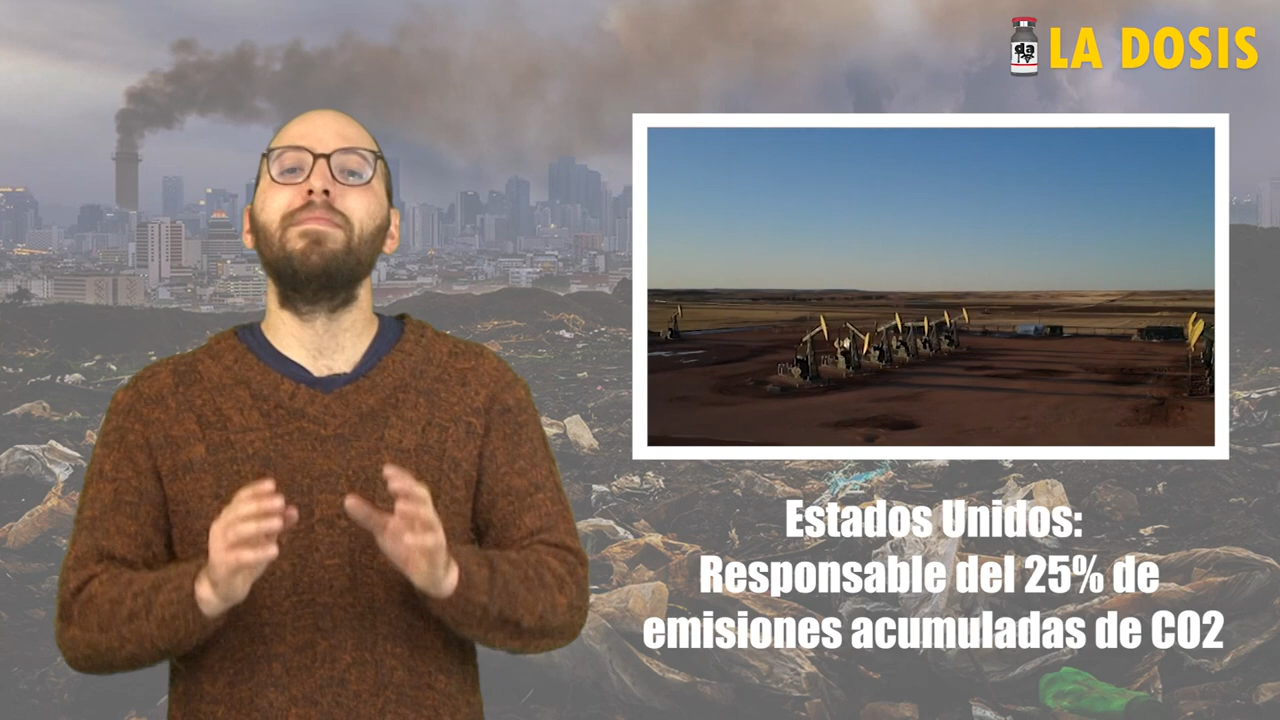 LA DOSIS
Estados Unidos:
Responsable del 25% de
emisiones acumuladas de CO2